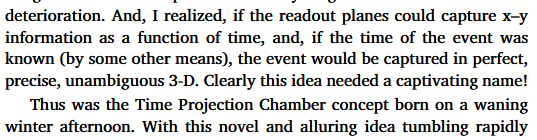 deterioration. And, I realized, if the readout planes could capture x–y
information as a function of time, and, if the time of the event was
known (by some other means), the event would be captured in perfect,
precise, unambiguous 3-D. Clearly this idea needed a captivating name!
Thus was the Time Projection Chamber concept born on a waning
winter afternoon. With this novel and alluring idea tumbling rapidly